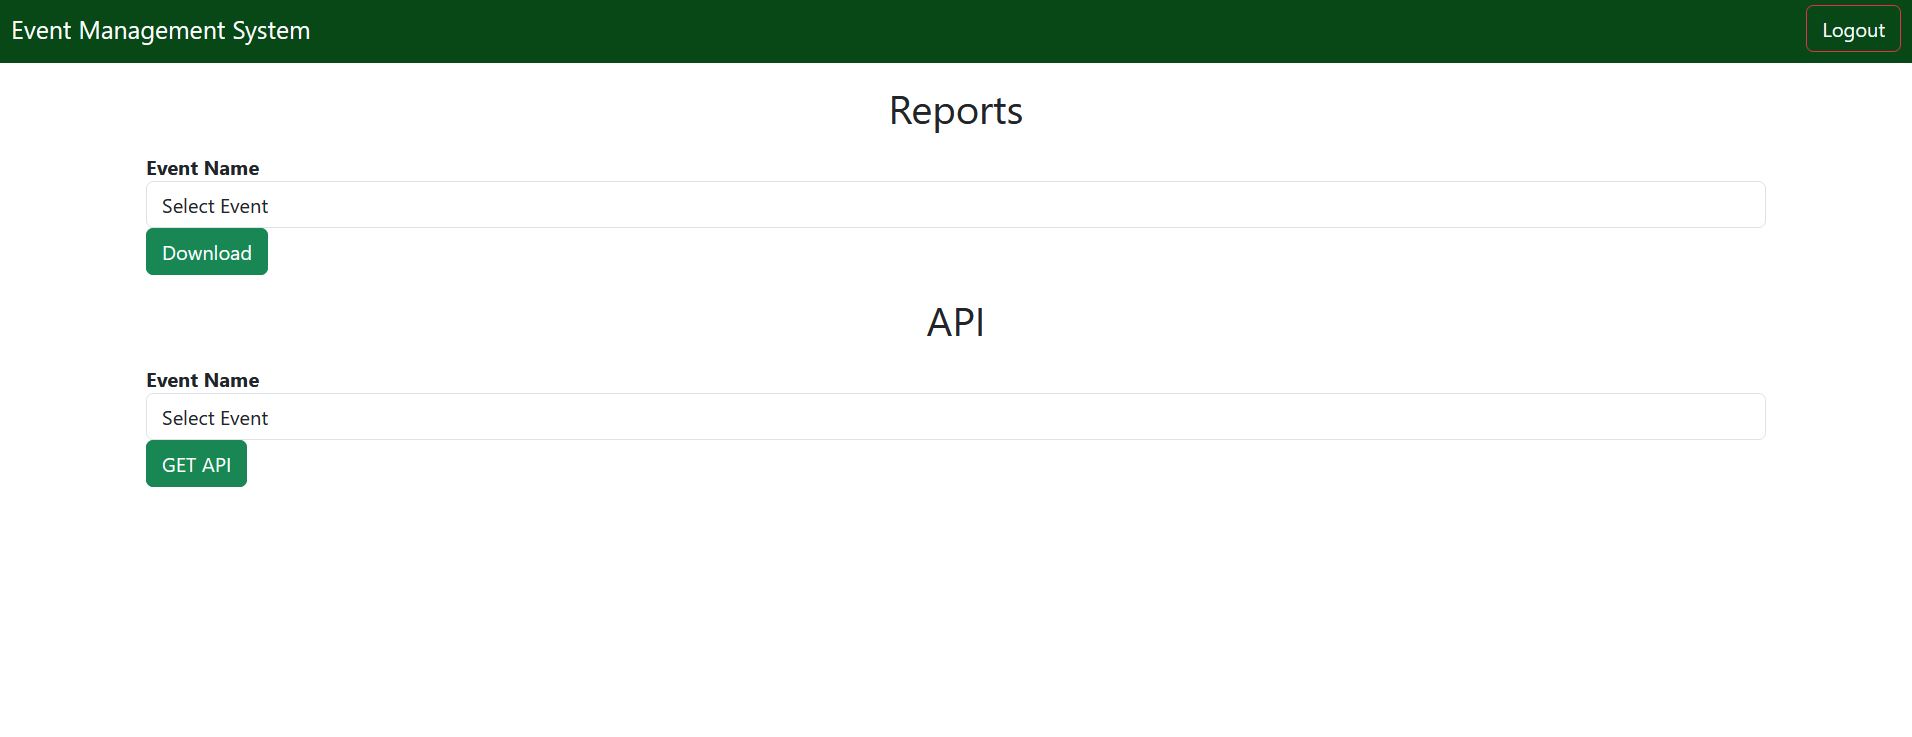 Event Management System
Logout
Reports
Event Name
Select Event
Download
API
Event Name
Select Event
GET API